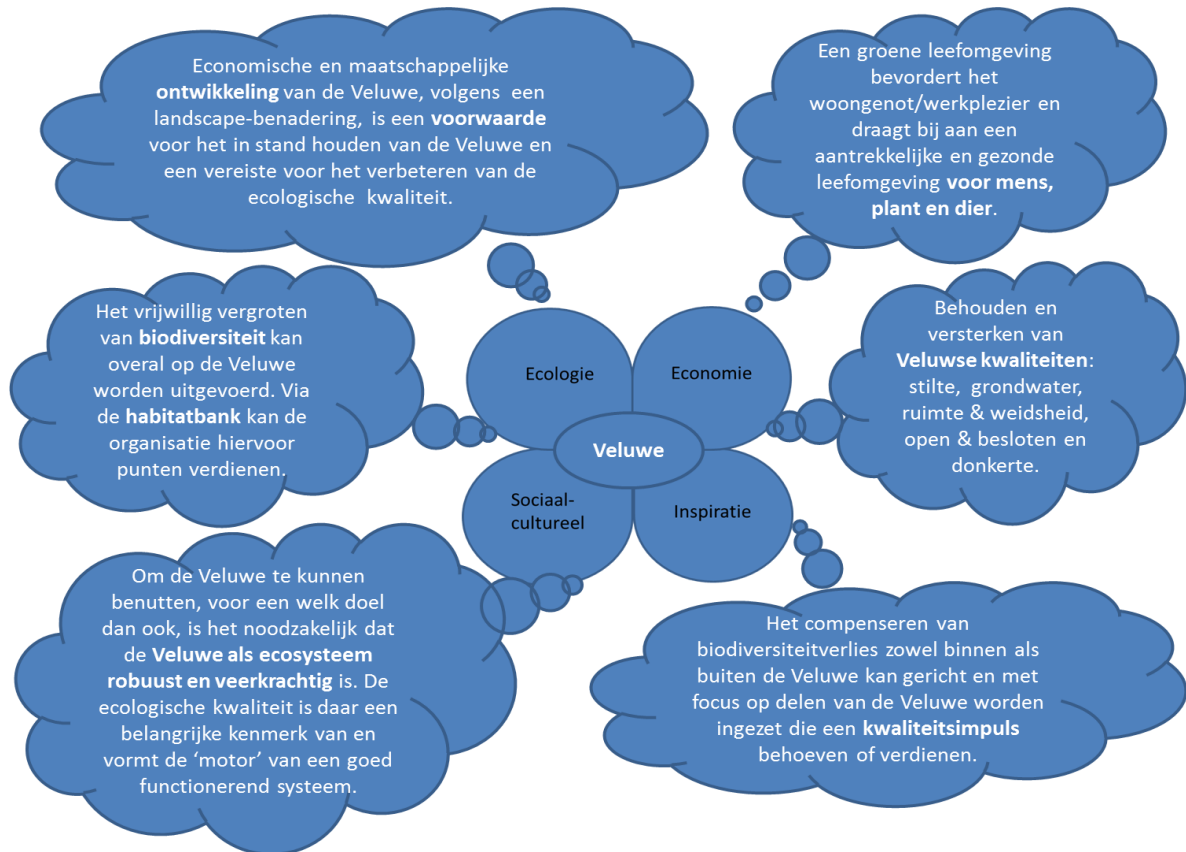 Economische en maatschappelijke
ontwikkeling van de Veluwe, volgens een
landscape-benadering, is een voorwaarde
voor het in stand houden van de Veluwe en
een vereiste voor het verbeteren van de
ecologische kwaliteit.
Een groene leefomgeving
bevordert het
woongenot/werkplezier en
draagt bij aan een
aantrekkelijke en gezonde
leefomgeving voor mens,
plant en dier.
Het vrijwillig vergroten
van biodiversiteit kan
overal op de Veluwe
worden uitgevoerd. Via
de habitatbank kan de
organisatie hiervoor
punten verdienen.
Ecologie
Economie
Veluwe
Sociaal-
cultureel
Inspiratie
Behouden en
versterken van
Veluwse kwaliteiten:
stilte, grondwater,
ruimte & weidsheid,
open & besloten en
donkerte.
Om de Veluwe te kunnen
benutten, voor een welk doel
dan ook, is het noodzakelijk dat
de Veluwe als ecosysteem
robuust en veerkrachtig is. De
ecologische kwaliteit is daar een
belangrijke kenmerk van en
vormt de ‘motor’ van een goed
functionerend systeem.
Het compenseren van
biodiversiteitverlies zowel binnen als
buiten de Veluwe kan gericht en met
focus op delen van de Veluwe worden
ingezet die een kwaliteitsimpuls
behoeven of verdienen.